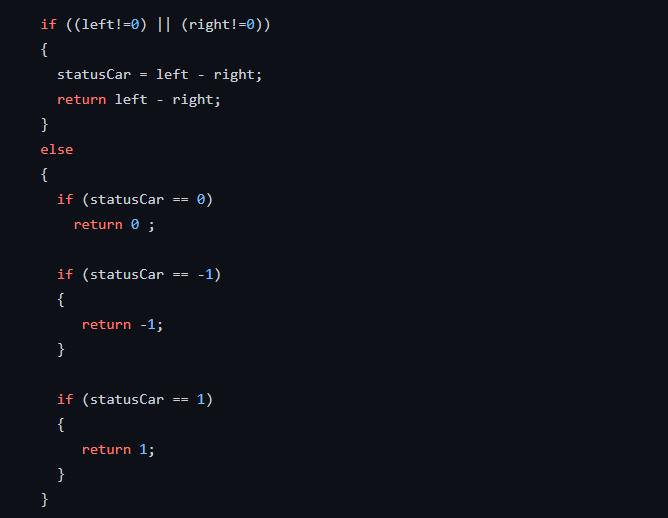 if ((left!=0) || (right!=0))
{
statusCar = left - right;
return left - right;
}
else
{
if (statusCar == 0)
return 0 ;
if (statusCar == -1)
{
return -1;
}
if (statusCar == 1)
{
return 1;
}
}